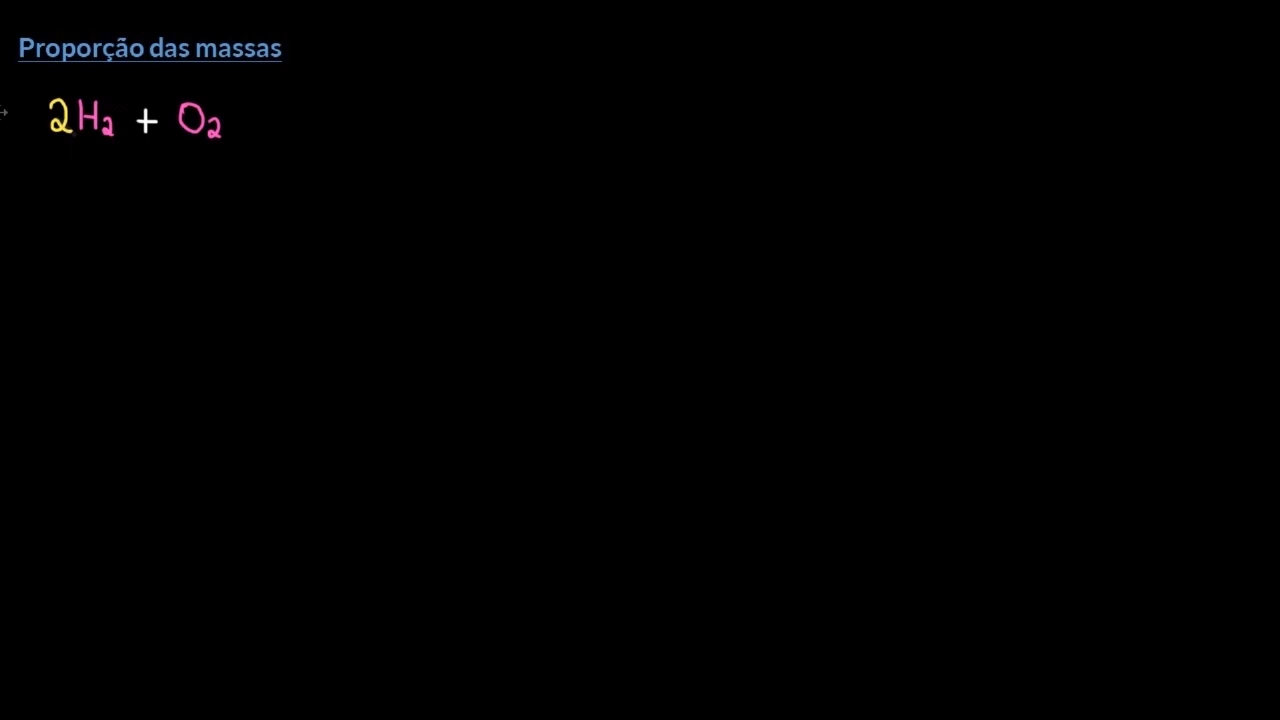 Proporção das massas
2H₂ + O₂